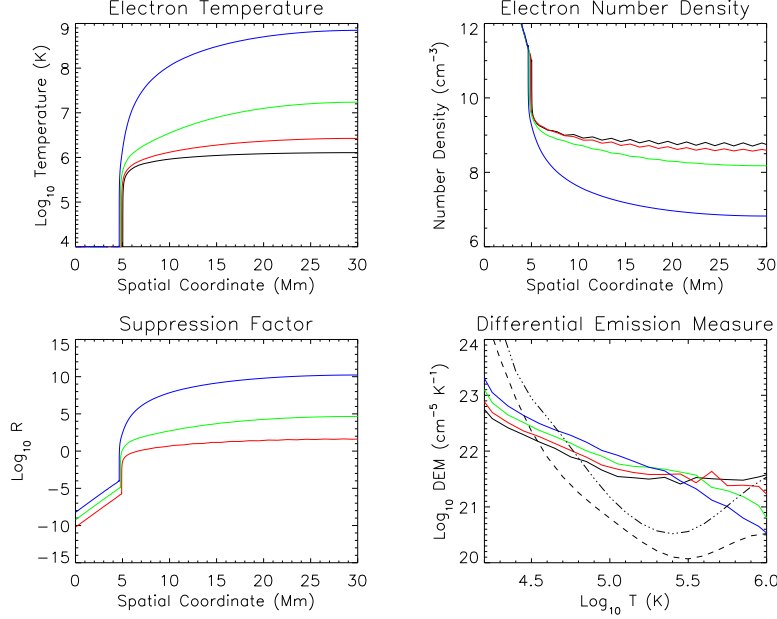 Electron Temperature
Log10 Temperature (K)
9
8
7
6
5
4
0 5 10 15 20 25 30
Spatial Coordinate (Mm)
Electron Number Density
Number Density (cm⁻³)
12
10
8
6
0 5 10 15 20 25 30
Spatial Coordinate (Mm)
Suppression Factor
Log10 R
15
10
5
0
−5
−10
−15
0 5 10 15 20 25 30
Spatial Coordinate (Mm)
Differential Emission Measure
Log10 DEM (cm⁻⁵ K⁻¹)
24
23
22
21
20
4.5 5.0 5.5 6.0
Log10 T (K)